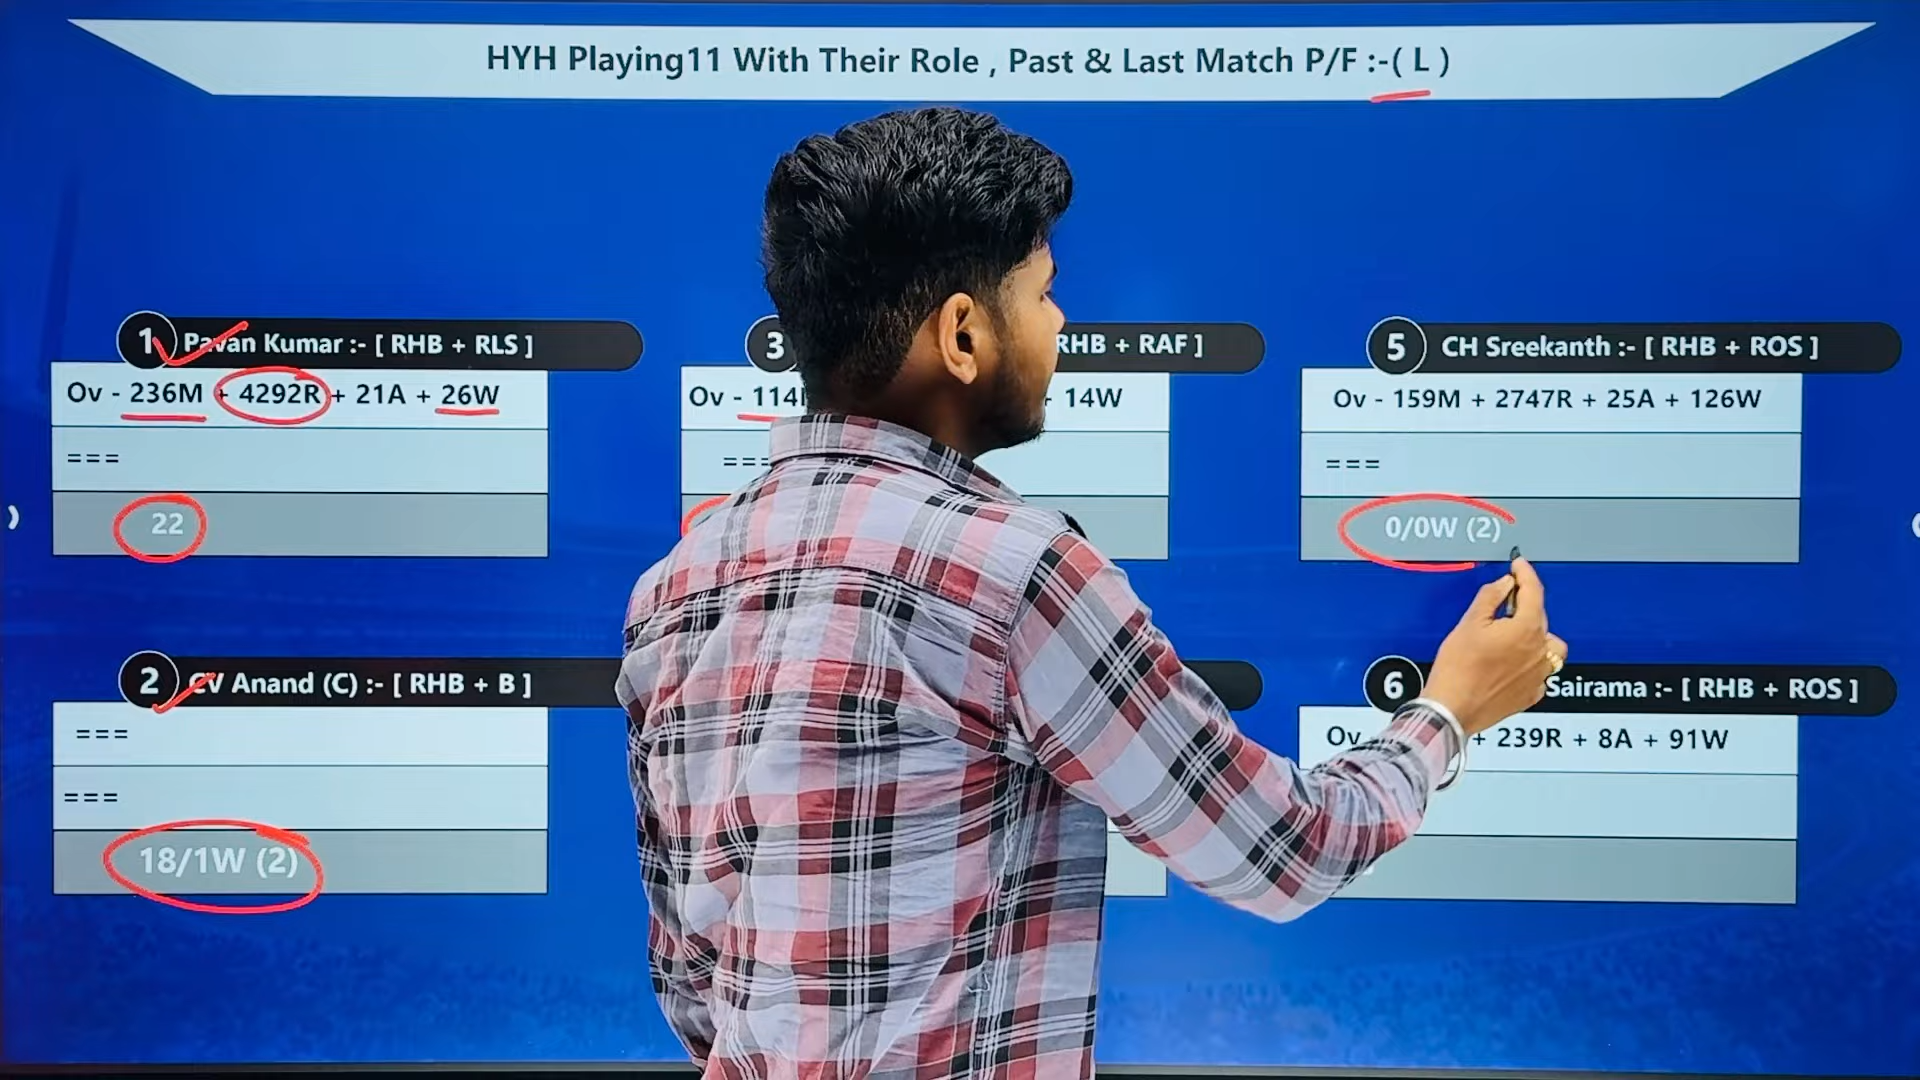 HYH Playing11 With Their Role , Past & Last Match P/F :-( L )
1 Pavan Kumar :- [ RHB + RLS ]
Ov - 236M + 4292R + 21A + 26W
===
22
2 CV Anand (C) :- [ RHB + B ]
===
===
18/1W (2)
3 RHB + RAF ]
Ov - 114 + 14W
===
5 CH Sreekanth :- [ RHB + ROS ]
Ov - 159M + 2747R + 25A + 126W
===
0/0W (2)
6 Sairama :- [ RHB + ROS ]
Ov + 239R + 8A + 91W